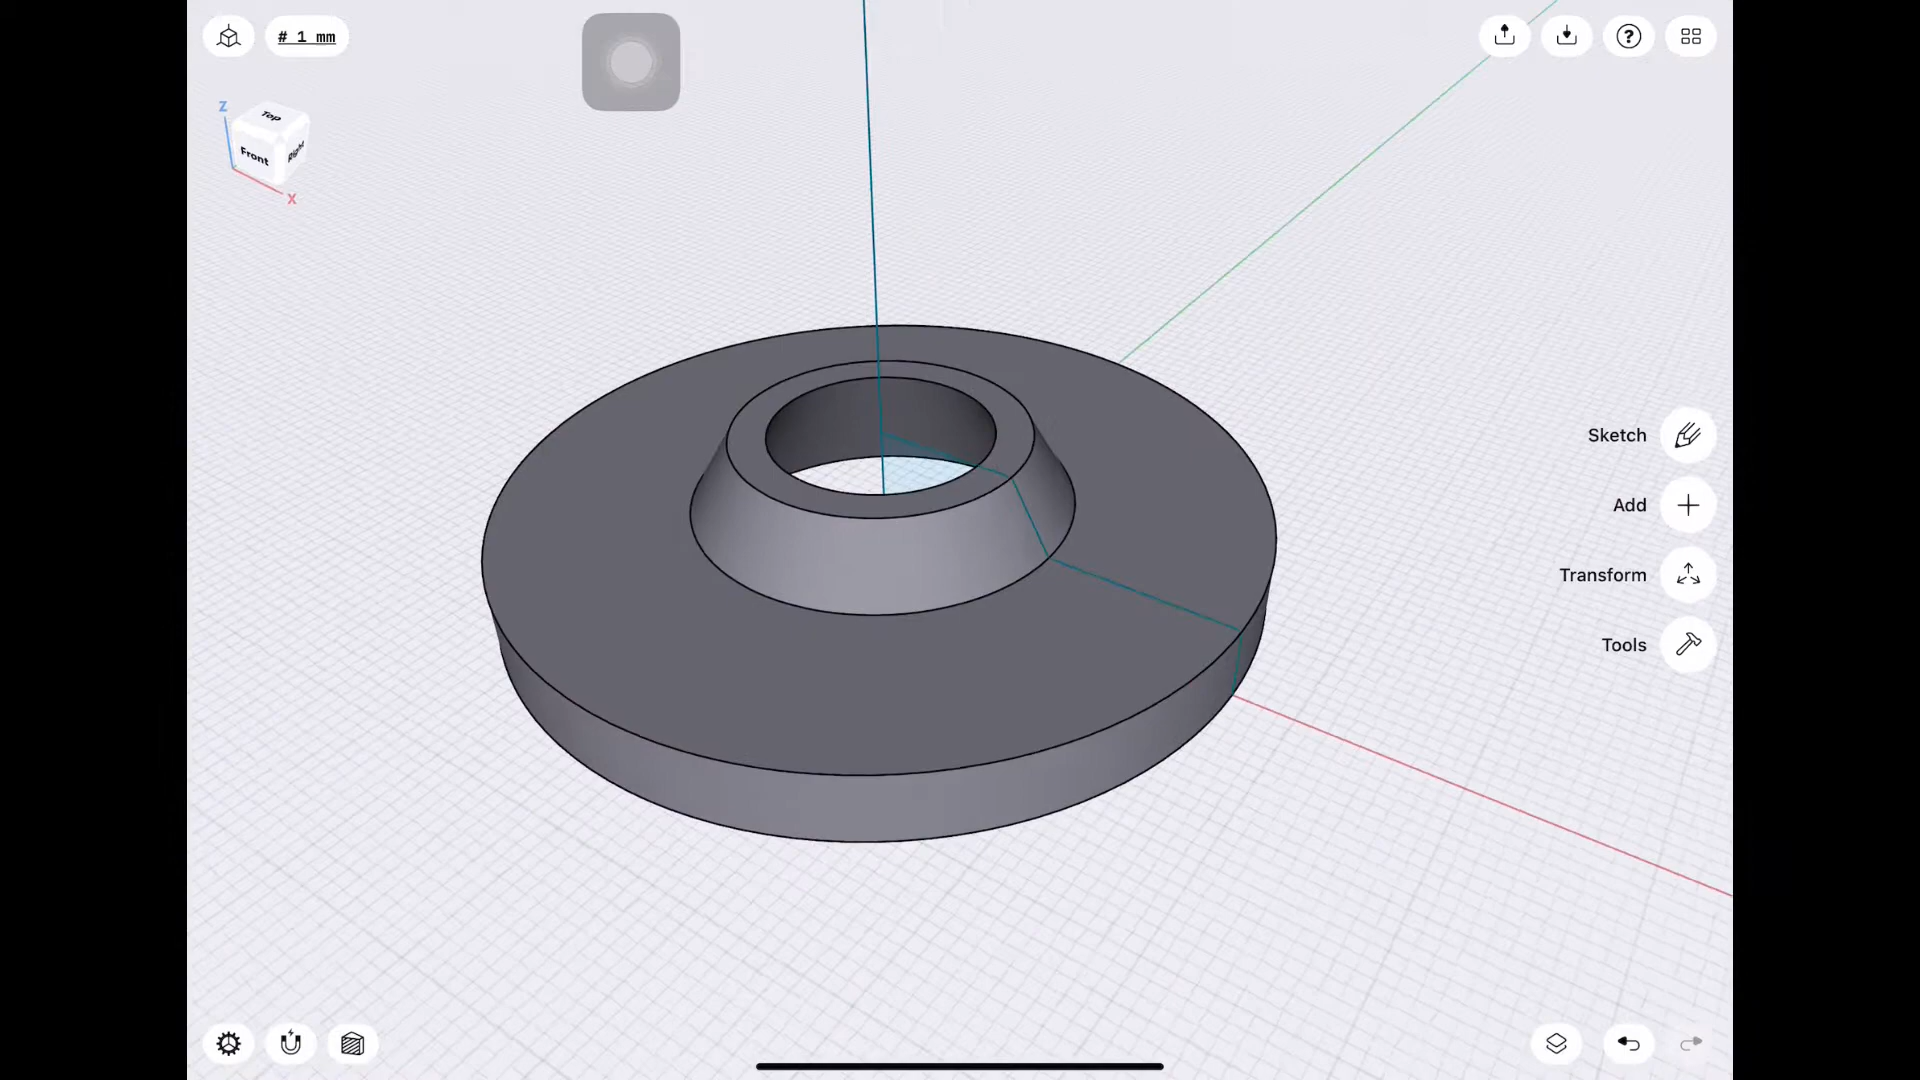 # 1 mm
?
Z
Top
Front
Right
X
Sketch
Add
Transform
Tools